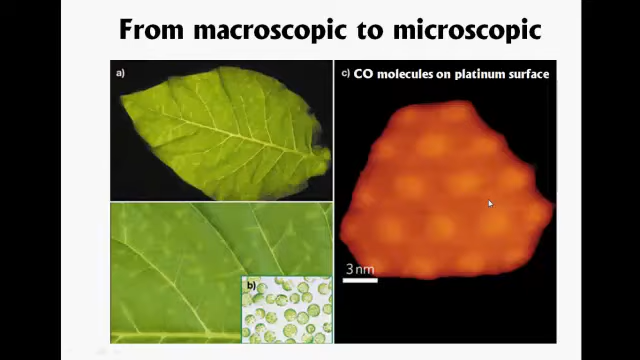 From macroscopic to microscopic
a)
c) CO molecules on platinum surface
3 nm
b)